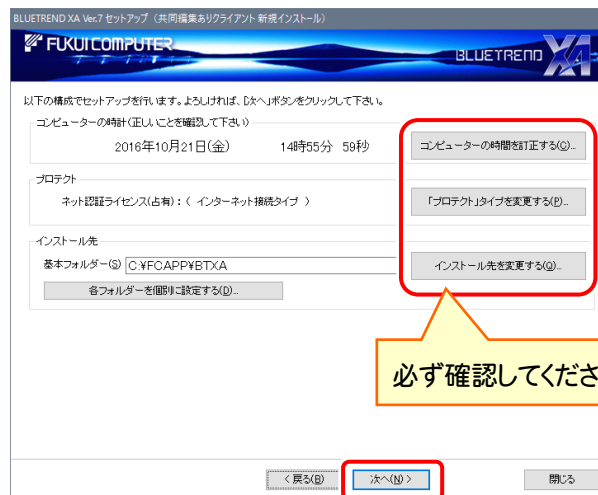 BLUETREND XA Ver.7 セットアップ（共同編集ありクライアント 新規インストール）
FUKUI COMPUTER
BLUETREND XA
以下の構成でセットアップを行います。よろしければ、[次へ]ボタンをクリックして下さい。
コンピューターの時計（正しいことを確認して下さい）
2016年10月21日(金) 14時55分 59秒
コンピューターの時間を訂正する(C)...
プロテクト
ネット認証ライセンス(占有)：（ インターネット接続タイプ ）
「プロテクト」タイプを変更する(P)...
インストール先
基本フォルダー(S) C:¥FCAPP¥BTXA
インストール先を変更する(O)...
各フォルダーを個別に設定する(D)...
必ず確認してくださ
< 戻る(B)
次へ(N) >
閉じる